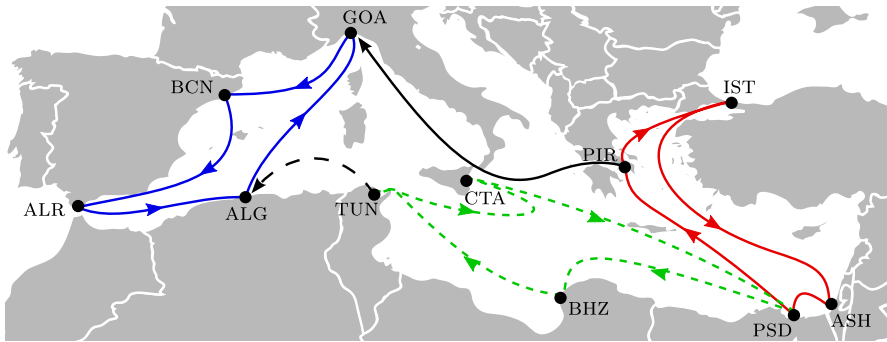 GOA
BCN
IST
PIR
CTA
ALR
ALG
TUN
BHZ
PSD
ASH